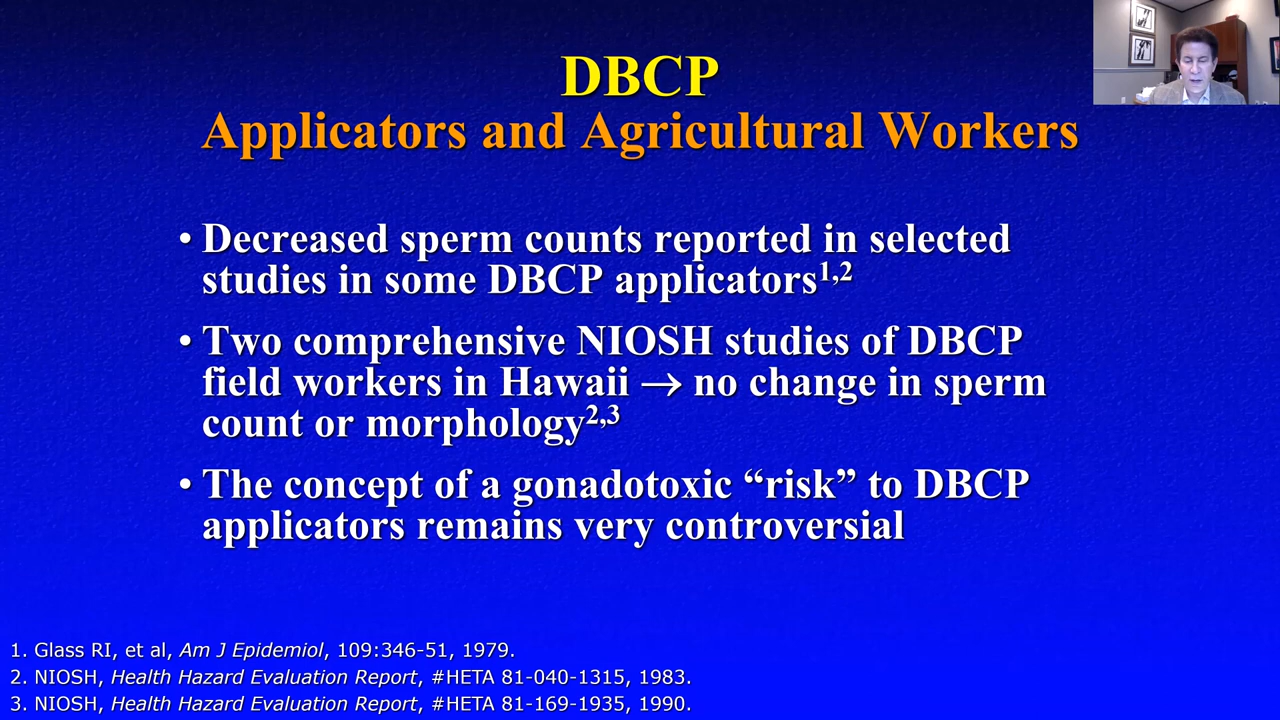 DBCP
Applicators and Agricultural Workers
• Decreased sperm counts reported in selected
studies in some DBCP applicators1,2
• Two comprehensive NIOSH studies of DBCP
field workers in Hawaii → no change in sperm
count or morphology2,3
• The concept of a gonadotoxic “risk” to DBCP
applicators remains very controversial
1. Glass RI, et al, Am J Epidemiol, 109:346-51, 1979.
2. NIOSH, Health Hazard Evaluation Report, #HETA 81-040-1315, 1983.
3. NIOSH, Health Hazard Evaluation Report, #HETA 81-169-1935, 1990.